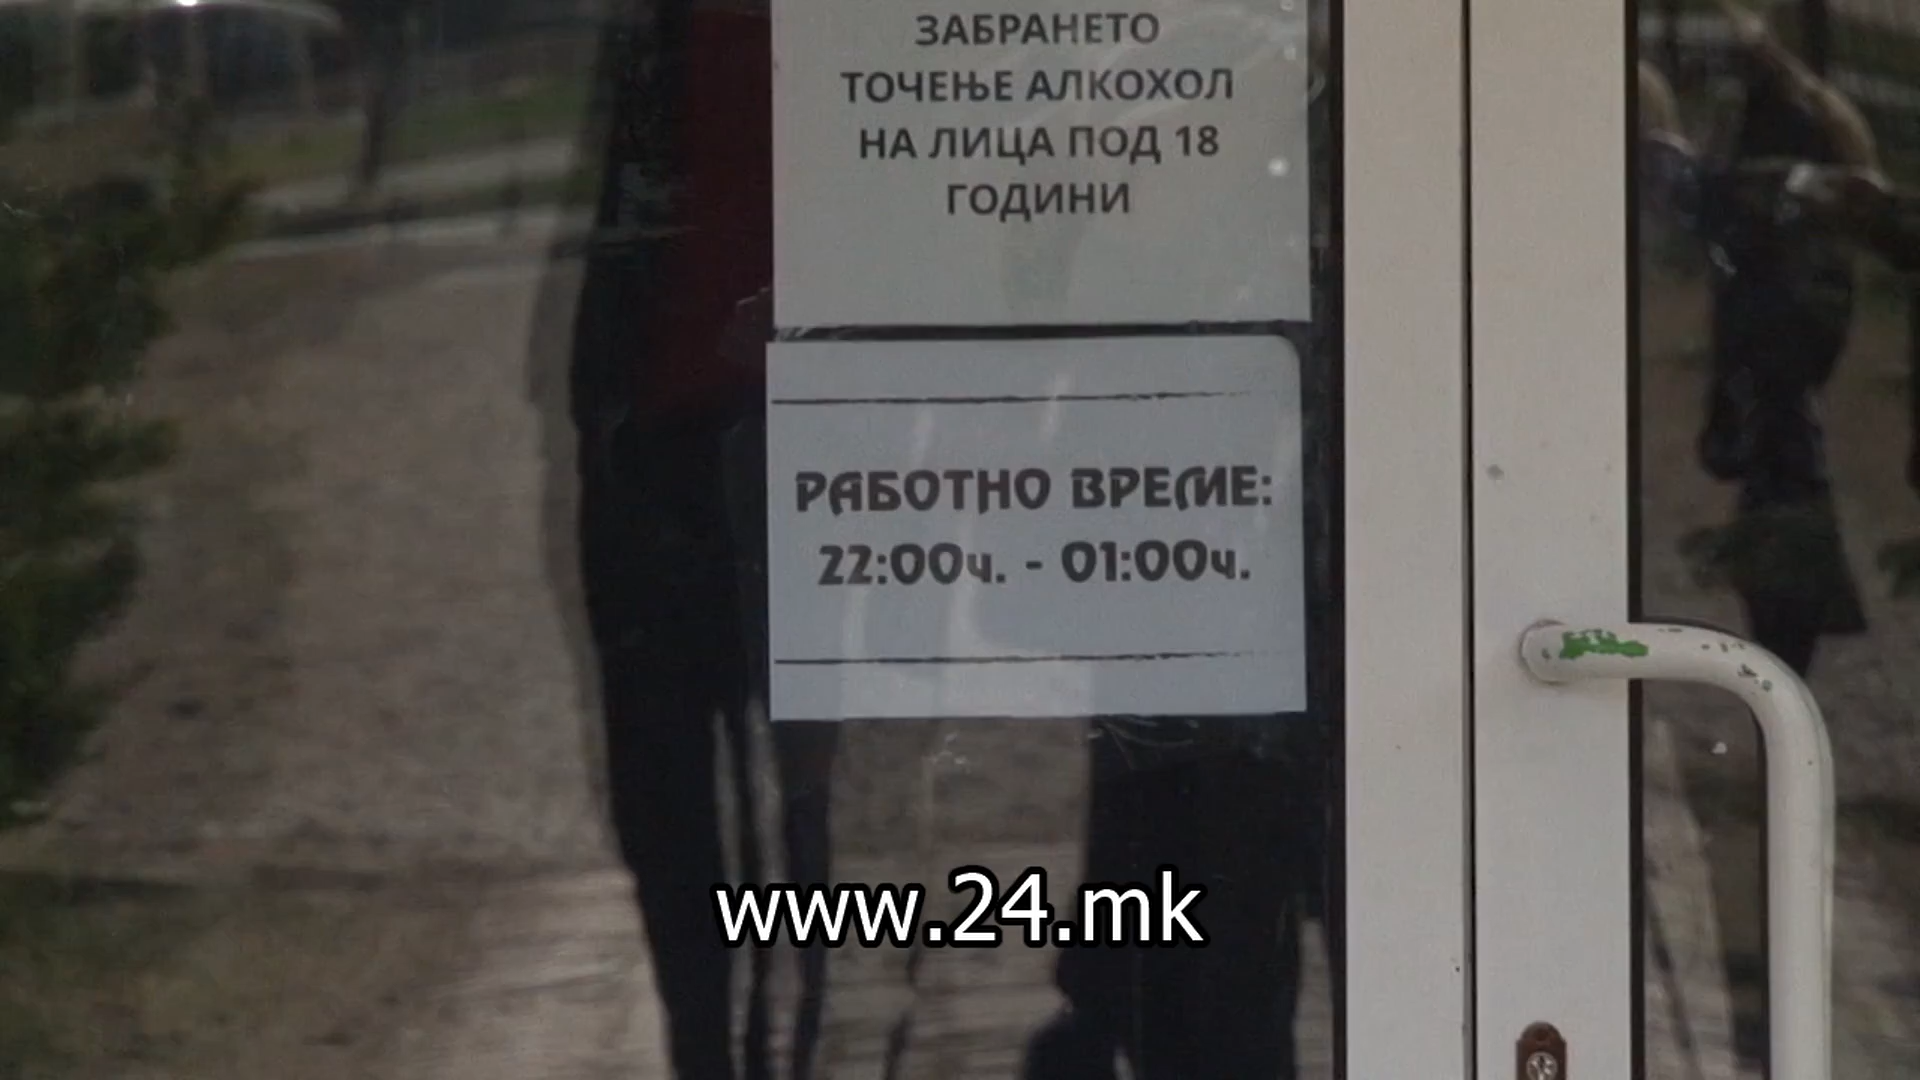 ЗАБРАНЕТО
ТОЧЕЊЕ АЛКОХОЛ
НА ЛИЦА ПОД 18
ГОДИНИ
РАБОТНО ВРЕМЕ:
22:00ч. - 01:00ч.
www.24.mk